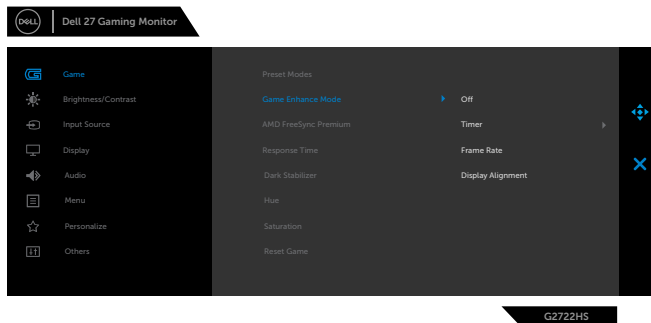 DELL
Dell 27 Gaming Monitor
Game
Preset Modes
Brightness/Contrast
Game Enhance Mode
Off
Input Source
AMD FreeSync Premium
Timer
Display
Response Time
Frame Rate
Audio
Dark Stabilizer
Display Alignment
Menu
Hue
Personalize
Saturation
Others
Reset Game
G2722HS